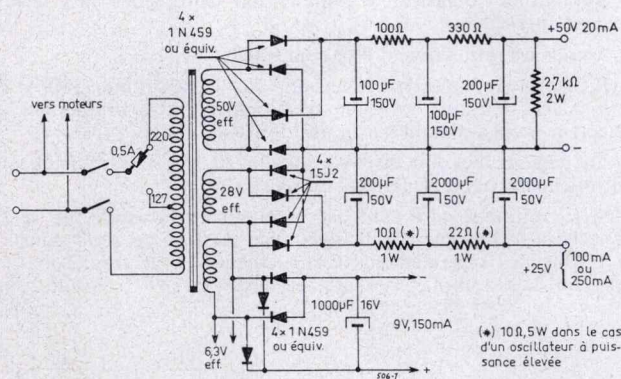 4 ×
1 N 459
ou équiv.
100Ω
330Ω
+50V 20mA
vers moteurs
0,5A
220
127
50V
eff.
100µF
150V
100µF
150V
200µF
150V
2,7kΩ
2W
−
4 ×
15J2
28V
eff.
200µF
50V
2000µF
50V
2000µF
50V
10Ω (*)
1W
22Ω (*)
1W
+25V
100mA
ou
250mA
1000µF 16V
−
9V, 150mA
4×1N459
ou équiv.
6,3V
eff.
+
(*) 10Ω, 5W dans le cas
d'un oscillateur à puis-
sance élevée
506-7